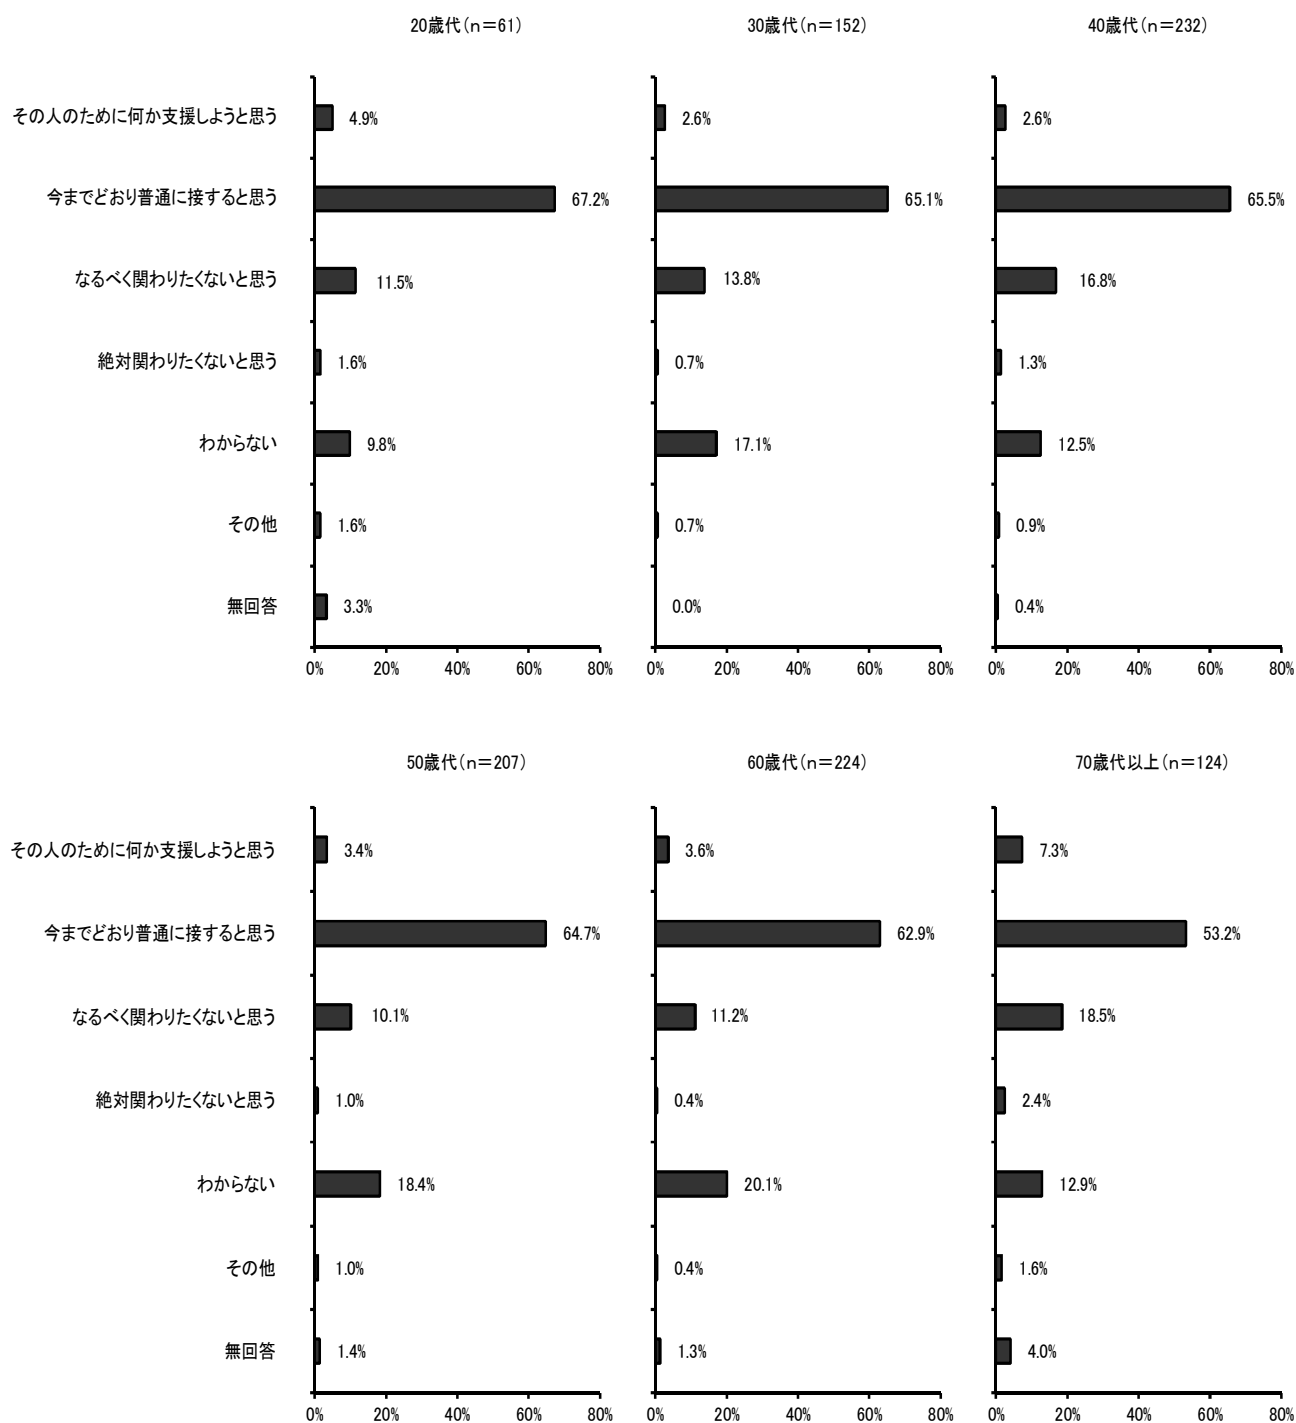 20歳代(n=61) 30歳代(n=152) 40歳代(n=232)
その人のために何か支援しようと思う 4.9% 2.6% 2.6%
今までどおり普通に接すると思う 67.2% 65.1% 65.5%
なるべく関わりたくないと思う 11.5% 13.8% 16.8%
絶対関わりたくないと思う 1.6% 0.7% 1.3%
わからない 9.8% 17.1% 12.5%
その他 1.6% 0.7% 0.9%
無回答 3.3% 0.0% 0.4%
0% 20% 40% 60% 80% 0% 20% 40% 60% 80% 0% 20% 40% 60% 80%
50歳代(n=207) 60歳代(n=224) 70歳代以上(n=124)
その人のために何か支援しようと思う 3.4% 3.6% 7.3%
今までどおり普通に接すると思う 64.7% 62.9% 53.2%
なるべく関わりたくないと思う 10.1% 11.2% 18.5%
絶対関わりたくないと思う 1.0% 0.4% 2.4%
わからない 18.4% 20.1% 12.9%
その他 1.0% 0.4% 1.6%
無回答 1.4% 1.3% 4.0%
0% 20% 40% 60% 80% 0% 20% 40% 60% 80% 0% 20% 40% 60% 80%